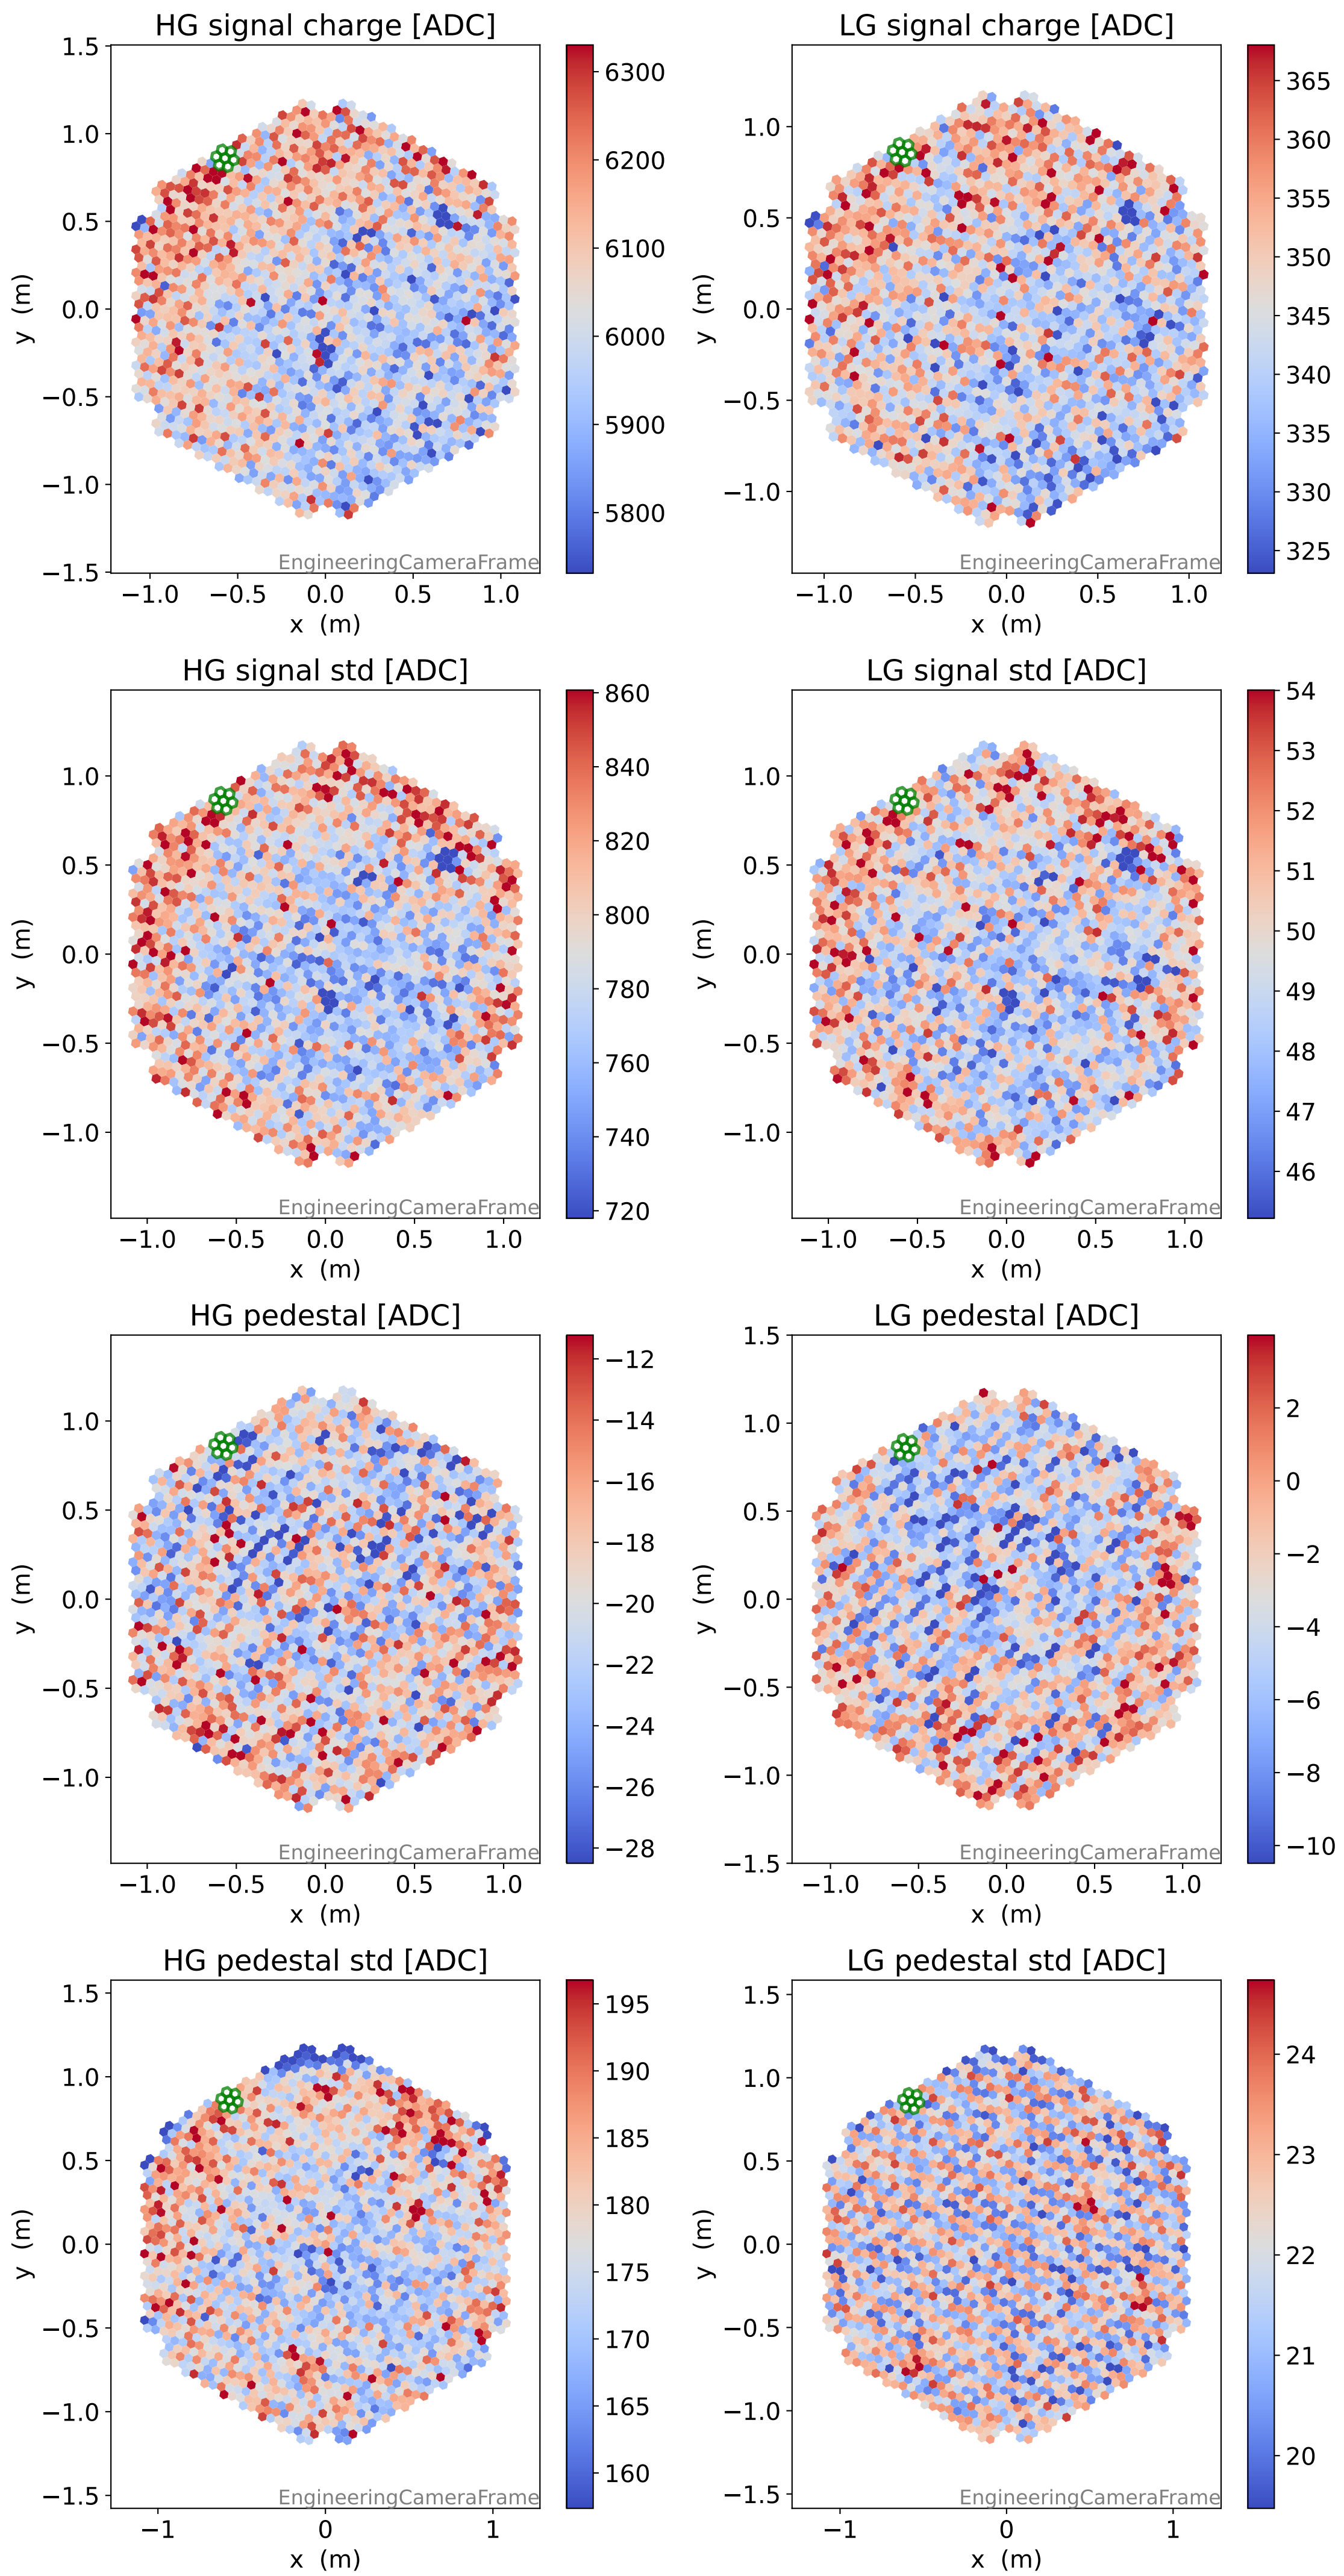 HG signal charge [ADC]
1.5
1.0
0.5
0.0
−0.5
−1.0
−1.5
y (m)
−1.0 −0.5 0.0 0.5 1.0
x (m)
EngineeringCameraFrame
6300
6200
6100
6000
5900
5800
LG signal charge [ADC]
1.0
0.5
0.0
−0.5
−1.0
y (m)
−1.0 −0.5 0.0 0.5 1.0
x (m)
EngineeringCameraFrame
365
360
355
350
345
340
335
330
325
HG signal std [ADC]
1.0
0.5
0.0
−0.5
−1.0
y (m)
−1.0 −0.5 0.0 0.5 1.0
x (m)
EngineeringCameraFrame
860
840
820
800
780
760
740
720
LG signal std [ADC]
1.0
0.5
0.0
−0.5
−1.0
y (m)
−1.0 −0.5 0.0 0.5 1.0
x (m)
EngineeringCameraFrame
54
53
52
51
50
49
48
47
46
HG pedestal [ADC]
1.0
0.5
0.0
−0.5
−1.0
y (m)
−1.0 −0.5 0.0 0.5 1.0
x (m)
EngineeringCameraFrame
−12
−14
−16
−18
−20
−22
−24
−26
−28
LG pedestal [ADC]
1.5
1.0
0.5
0.0
−0.5
−1.0
−1.5
y (m)
−1.0 −0.5 0.0 0.5 1.0
x (m)
EngineeringCameraFrame
2
0
−2
−4
−6
−8
−10
HG pedestal std [ADC]
1.5
1.0
0.5
0.0
−0.5
−1.0
−1.5
y (m)
−1 0 1
x (m)
EngineeringCameraFrame
195
190
185
180
175
170
165
160
LG pedestal std [ADC]
1.5
1.0
0.5
0.0
−0.5
−1.0
−1.5
y (m)
−1 0 1
x (m)
EngineeringCameraFrame
24
23
22
21
20